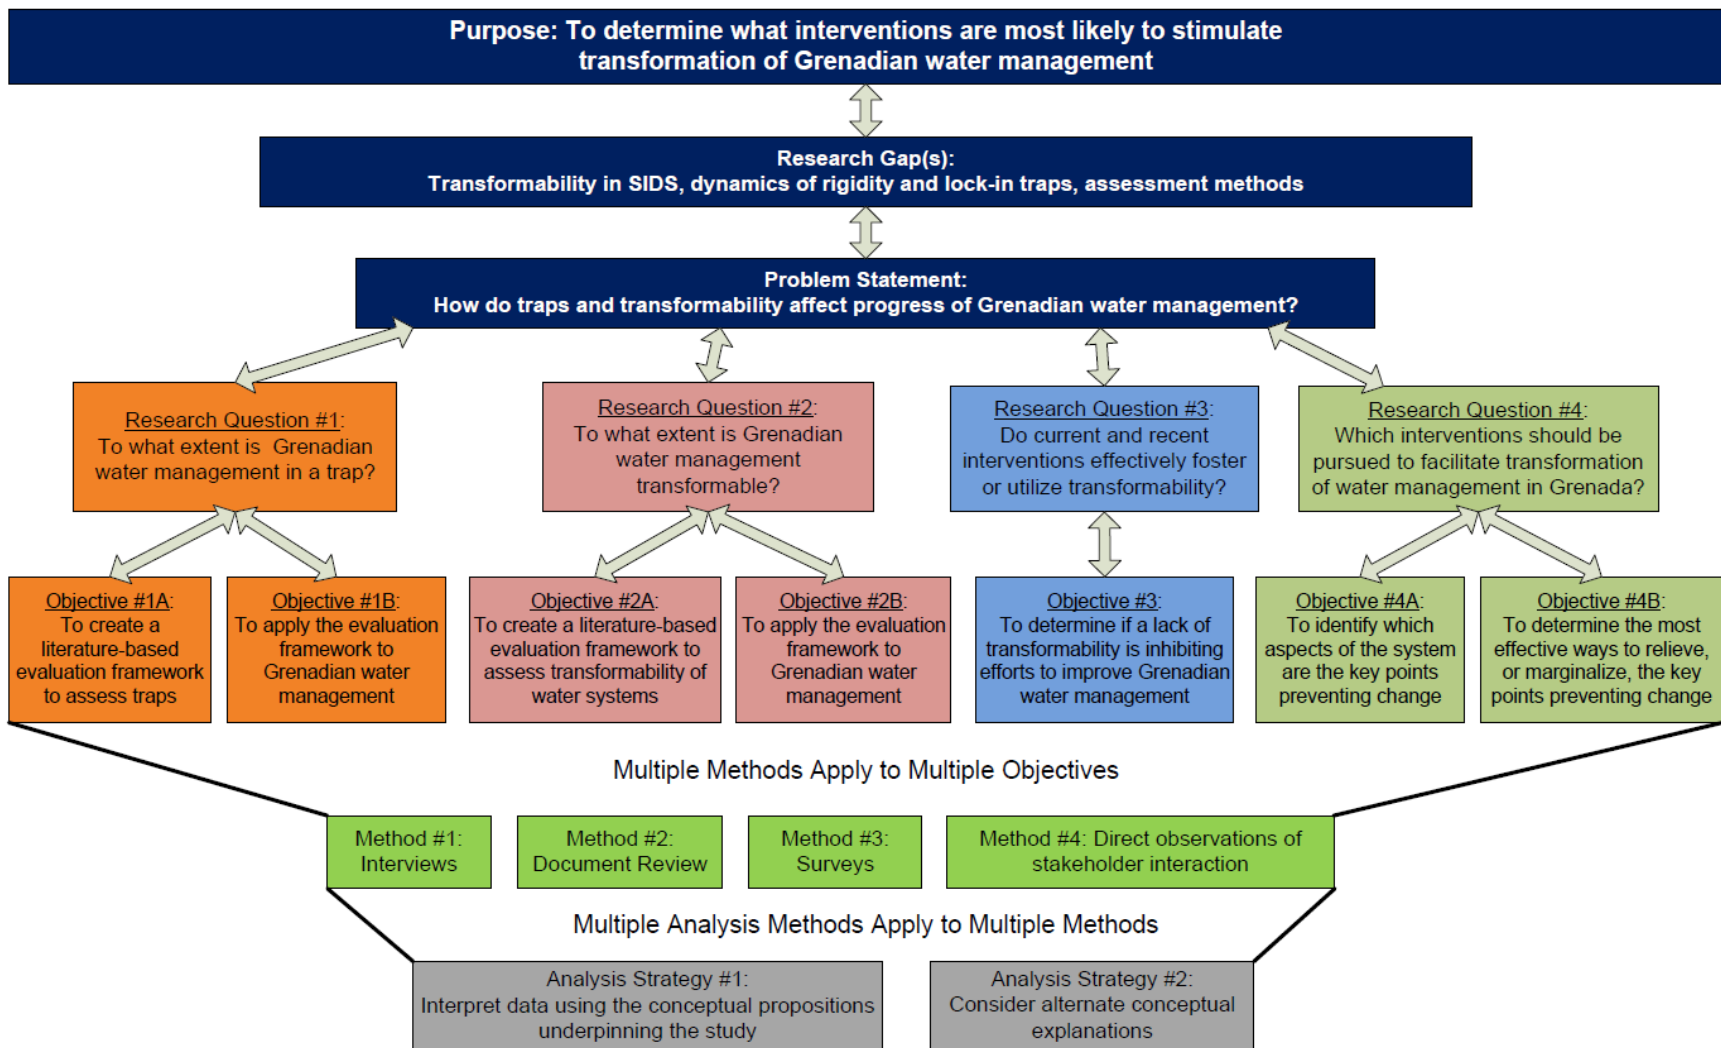 Purpose: To determine what interventions are most likely to stimulate
transformation of Grenadian water management
Research Gap(s):
Transformability in SIDS, dynamics of rigidity and lock-in traps, assessment methods
Problem Statement:
How do traps and transformability affect progress of Grenadian water management?
Research Question #1:
To what extent is Grenadian
water management in a trap?
Research Question #2:
To what extent is Grenadian
water management
transformable?
Research Question #3:
Do current and recent
interventions effectively foster
or utilize transformability?
Research Question #4:
Which interventions should be
pursued to facilitate transformation
of water management in Grenada?
Objective #1A:
To create a
literature-based
evaluation framework
to assess traps
Objective #1B:
To apply the evaluation
framework to
Grenadian water
management
Objective #2A:
To create a literature-based
evaluation framework to
assess transformability of
water systems
Objective #2B:
To apply the evaluation
framework to
Grenadian water
management
Objective #3:
To determine if a lack of
transformability is inhibiting
efforts to improve Grenadian
water management
Objective #4A:
To identify which
aspects of the system
are the key points
preventing change
Objective #4B:
To determine the most
effective ways to relieve,
or marginalize, the key
points preventing change
Multiple Methods Apply to Multiple Objectives
Method #1:
Interviews
Method #2:
Document Review
Method #3:
Surveys
Method #4: Direct observations of
stakeholder interaction
Multiple Analysis Methods Apply to Multiple Methods
Analysis Strategy #1:
Interpret data using the conceptual propositions
underpinning the study
Analysis Strategy #2:
Consider alternate conceptual
explanations